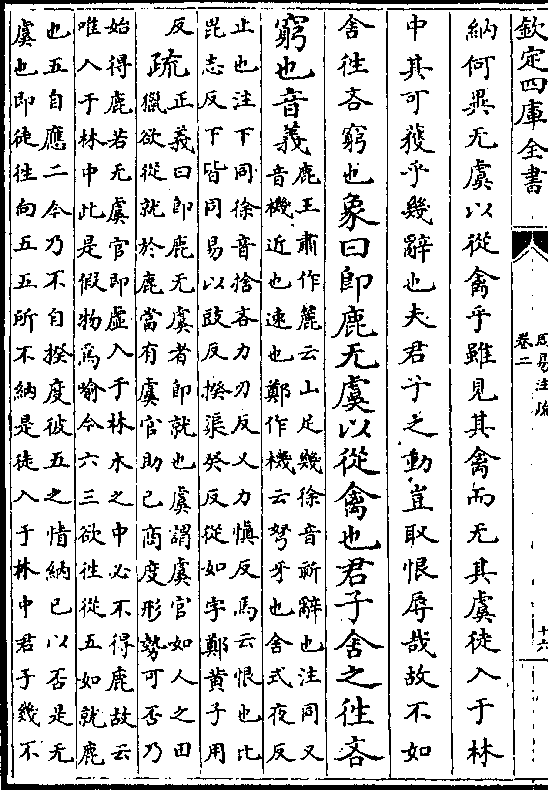 欽定四庫全書
周易注疏
卷二
十六
納何異无虞以從禽乎雖見其禽而无其虞徒入于林
中其可獲乎幾辭也夫君子之動豈取恨辱哉故不如
舍往吝窮也象曰即鹿无虞以從禽也君子舍之往吝
窮也音義鹿王肅作麓云山足幾徐音祈辭也注同又
音機近也速也鄭作機云弩牙也舍式夜反
止也注下同徐音捨吝力刃反又力慎反馬云恨也比
毘志反下皆同易以豉反揆葵癸反從如字鄭黃子用
反疏正義曰即鹿无虞者即就也虞謂虞官如人之田
獵欲從就於鹿當有虞官助已商度形勢可否乃
始得鹿若无虞官即虛入于林木之中必不得鹿故云
唯入于林中此是假物爲喻今六三欲徃從五如就鹿
也五自應二今乃不自揆度彼五之情納已以否是无
虞也即徒徃向五五所不納是徒入于林中君子幾不